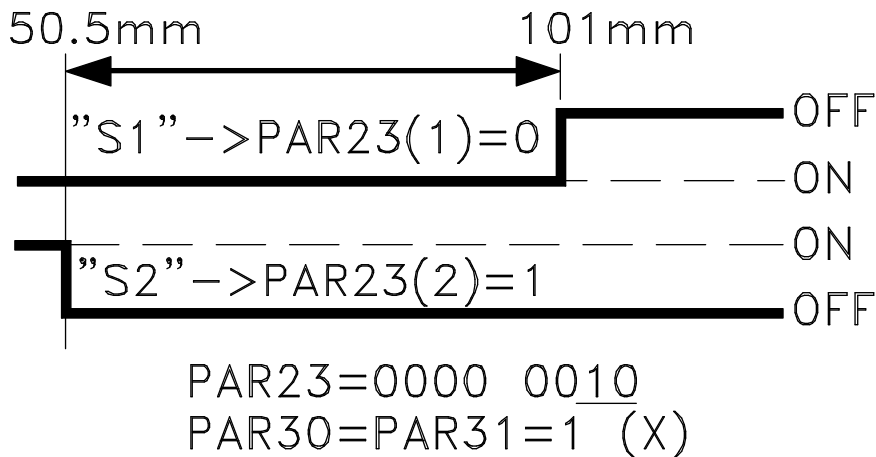 50.5mm 101mm
"S1"->PAR23(1)=0 OFF
ON
ON
"S2"->PAR23(2)=1 OFF
PAR23=0000 0010
PAR30=PAR31=1 (X)